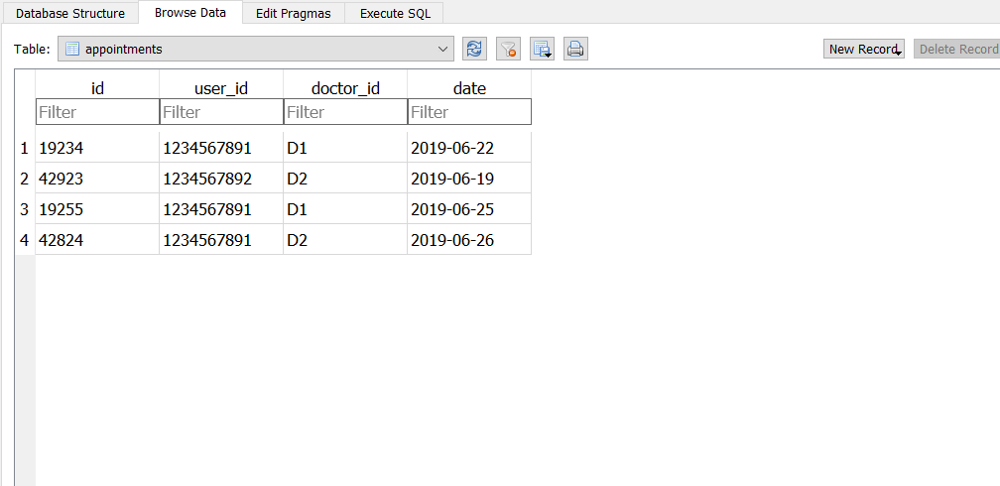 Database Structure Browse Data Edit Pragmas Execute SQL
Table: appointments New Record Delete Record
id user_id doctor_id date
Filter Filter Filter Filter
1 19234 1234567891 D1 2019-06-22
2 42923 1234567892 D2 2019-06-19
3 19255 1234567891 D1 2019-06-25
4 42824 1234567891 D2 2019-06-26